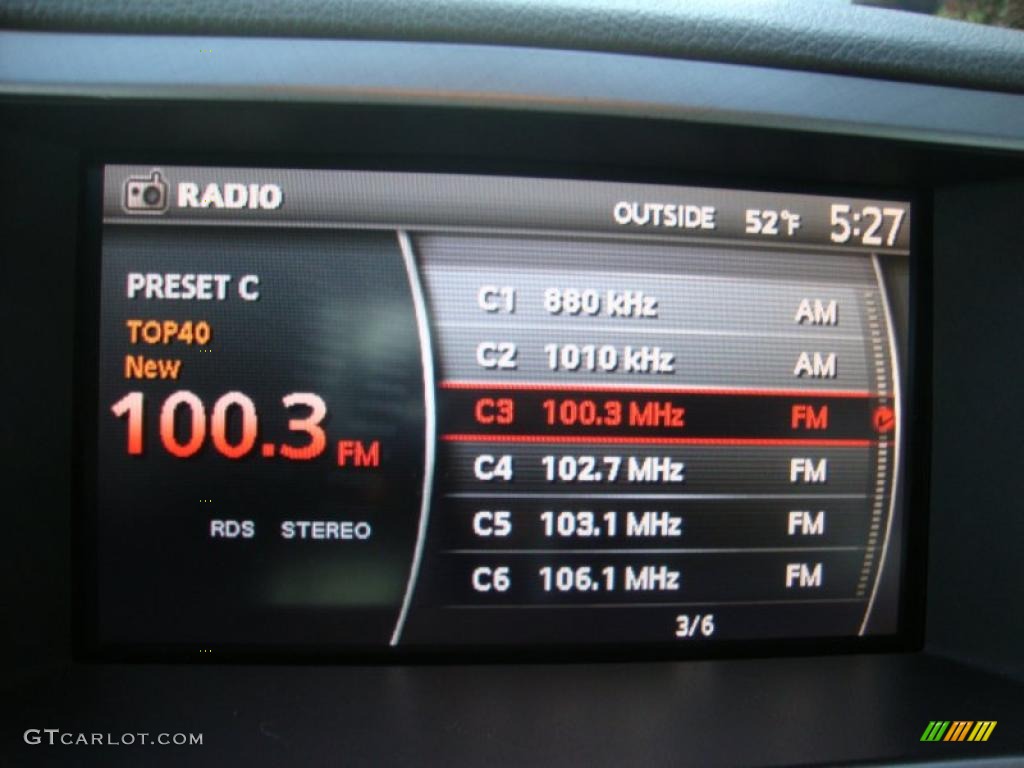 RADIO
OUTSIDE 52°F 5:27
PRESET C
TOP40
New
100.3 FM
RDS STEREO
C1 880 kHz AM
C2 1010 kHz AM
C3 100.3 MHz FM
C4 102.7 MHz FM
C5 103.1 MHz FM
C6 106.1 MHz FM
3/6
GTCARLOT.COM